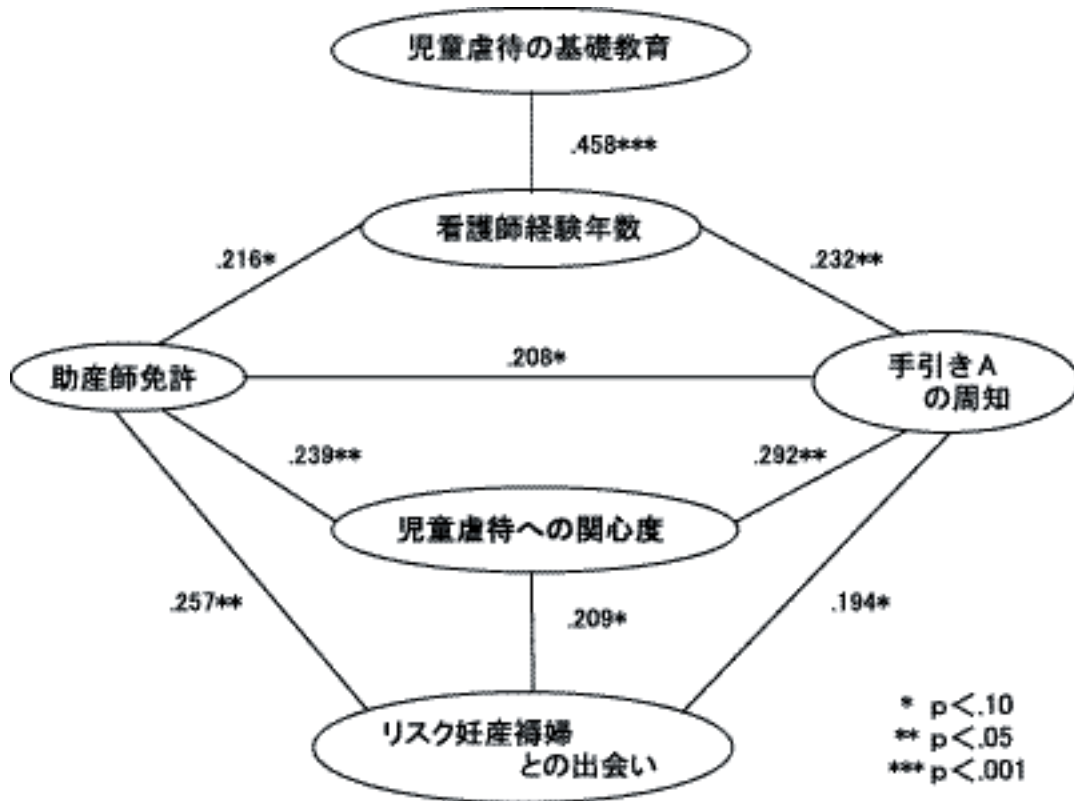 児童虐待の基礎教育
.458***
看護師経験年数
.216*
.232**
.208*
助産師免許
手引きA
の周知
.239**
.292**
児童虐待への関心度
.257**
.209*
.194*
リスク妊産褥婦
との出会い
* p<.10
** p<.05
*** p<.001